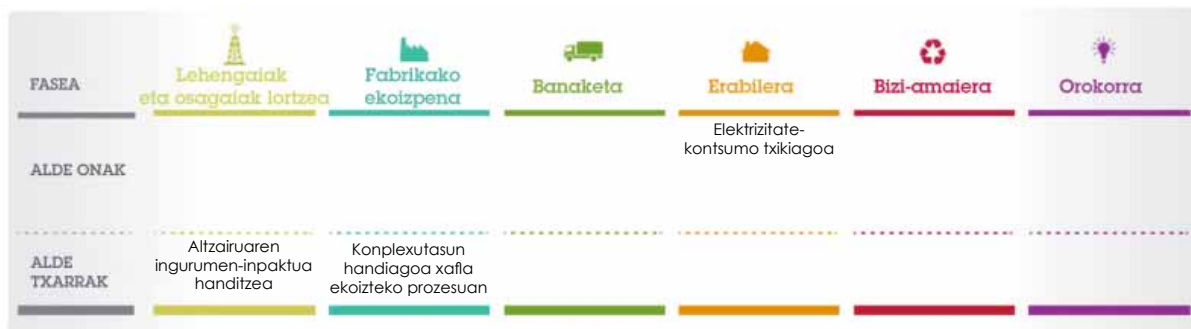 FASEA
Lehengaiak
eta osagaiak lortzea
Fabrikako
ekoizpena
Banaketa
Erabilera
Bizi-amaiera
Orokorra
ALDE ONAK
Elektrizitate-
kontsumo txikiagoa
ALDE
TXARRAK
Altzairuaren
ingurumen-inpaktua
handitzea
Konplexutasun
handiagoa xafla
ekoizteko prozesuan